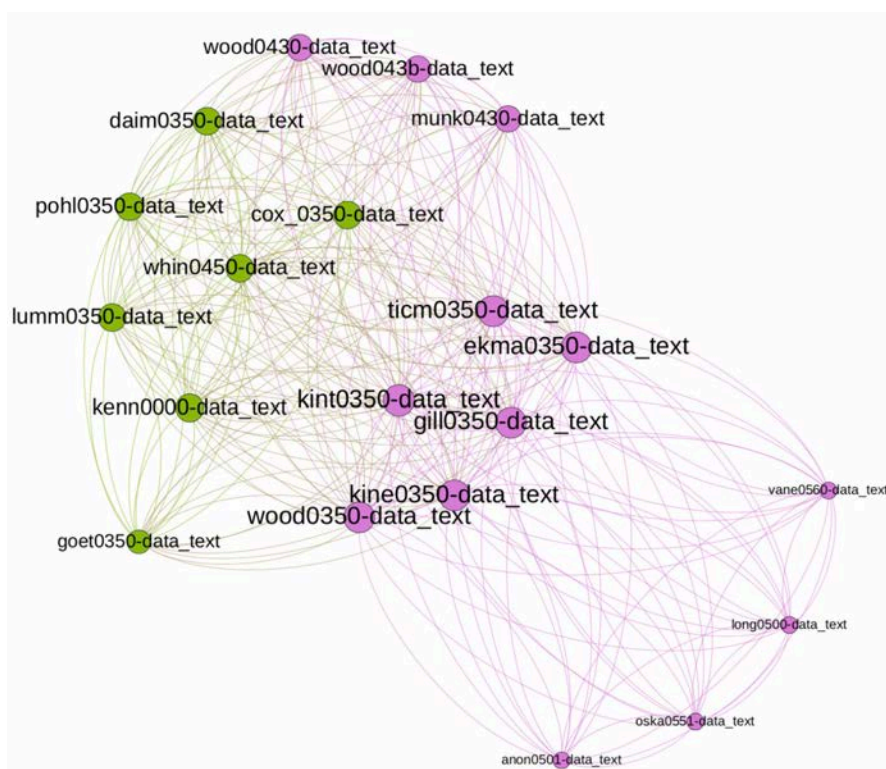 wood0430-data_text
wood043b-data_text
daim0350-data_text
munk0430-data_text
pohl0350-data_text
cox_0350-data_text
whin0450-data_text
lumm0350-data_text
ticm0350-data_text
ekma0350-data_text
kint0350-data_text
kenn0000-data_text
gill0350-data_text
kine0350-data_text
vane0560-data_text
wood0350-data_text
goet0350-data_text
long0500-data_text
oska0551-data_text
anon0501-data_text